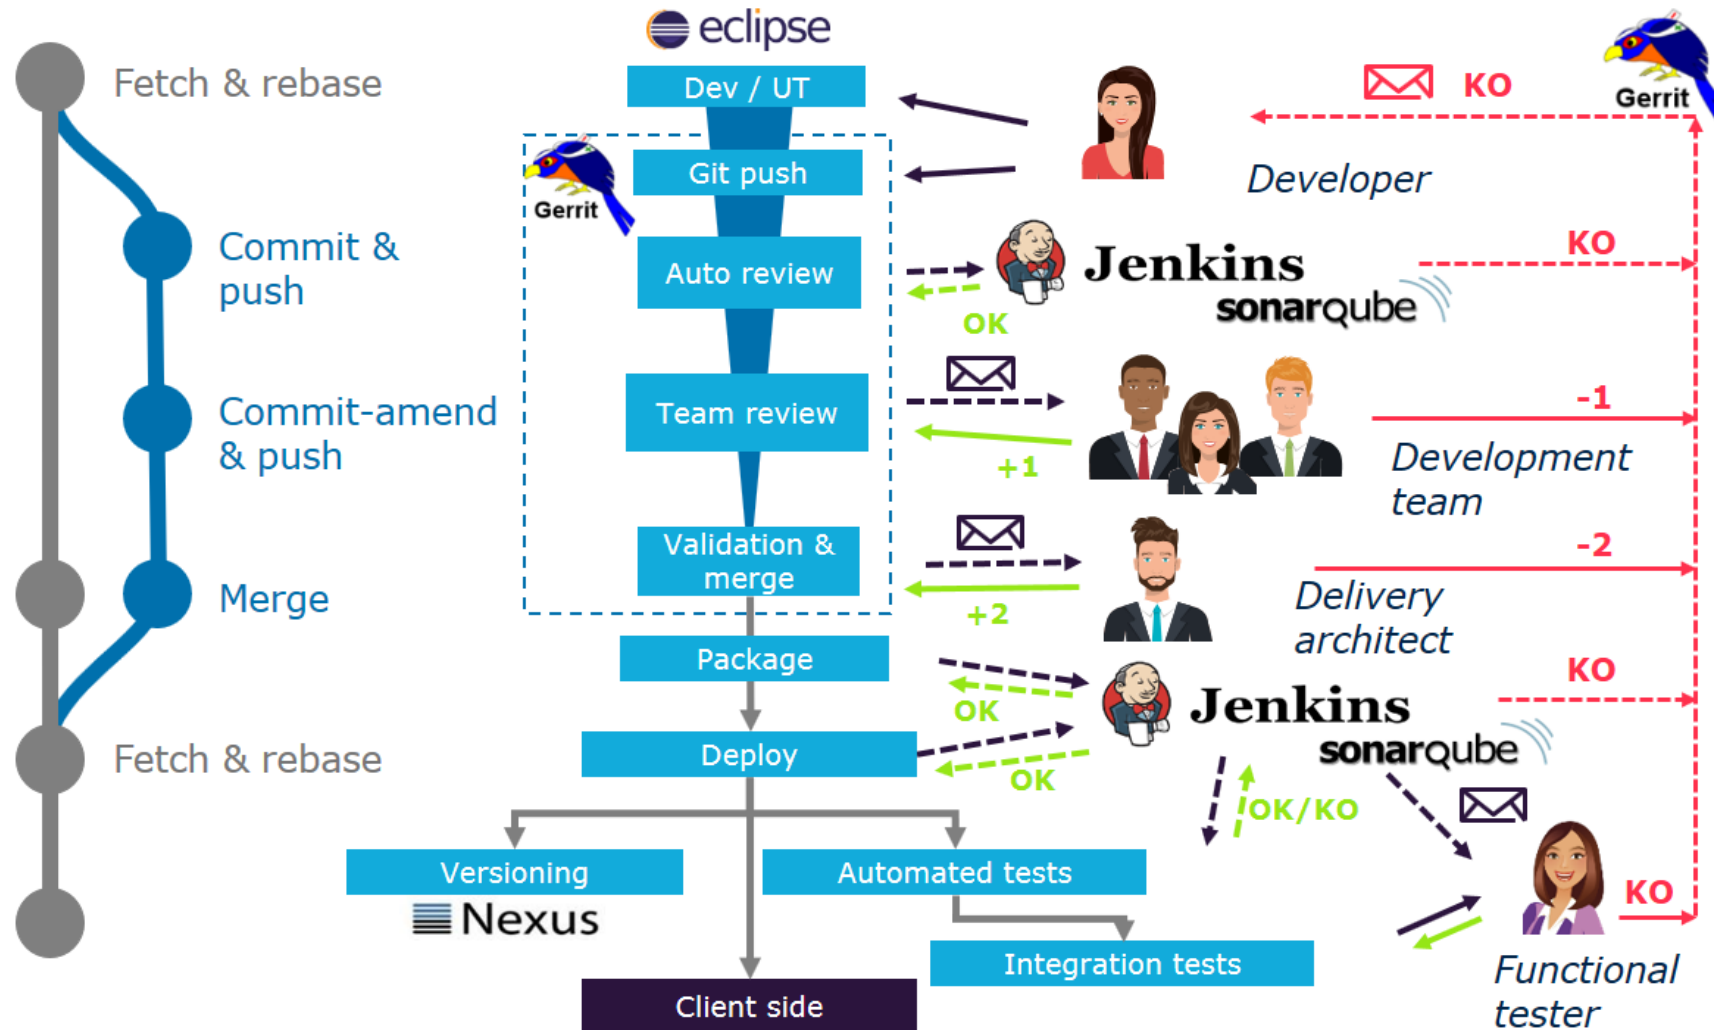 eclipse
Fetch & rebase
Dev / UT
KO
Gerrit
Git push
Gerrit
Developer
Commit &
push
Auto review
Jenkins
sonarqube
KO
OK
Commit-amend
& push
Team review
+1
-1
Development
team
Merge
Validation &
merge
+2
-2
Delivery
architect
Package
OK
Jenkins
sonarqube
KO
Fetch & rebase
Deploy
OK
OK/KO
Versioning
Nexus
Automated tests
KO
Integration tests
Functional
tester
Client side